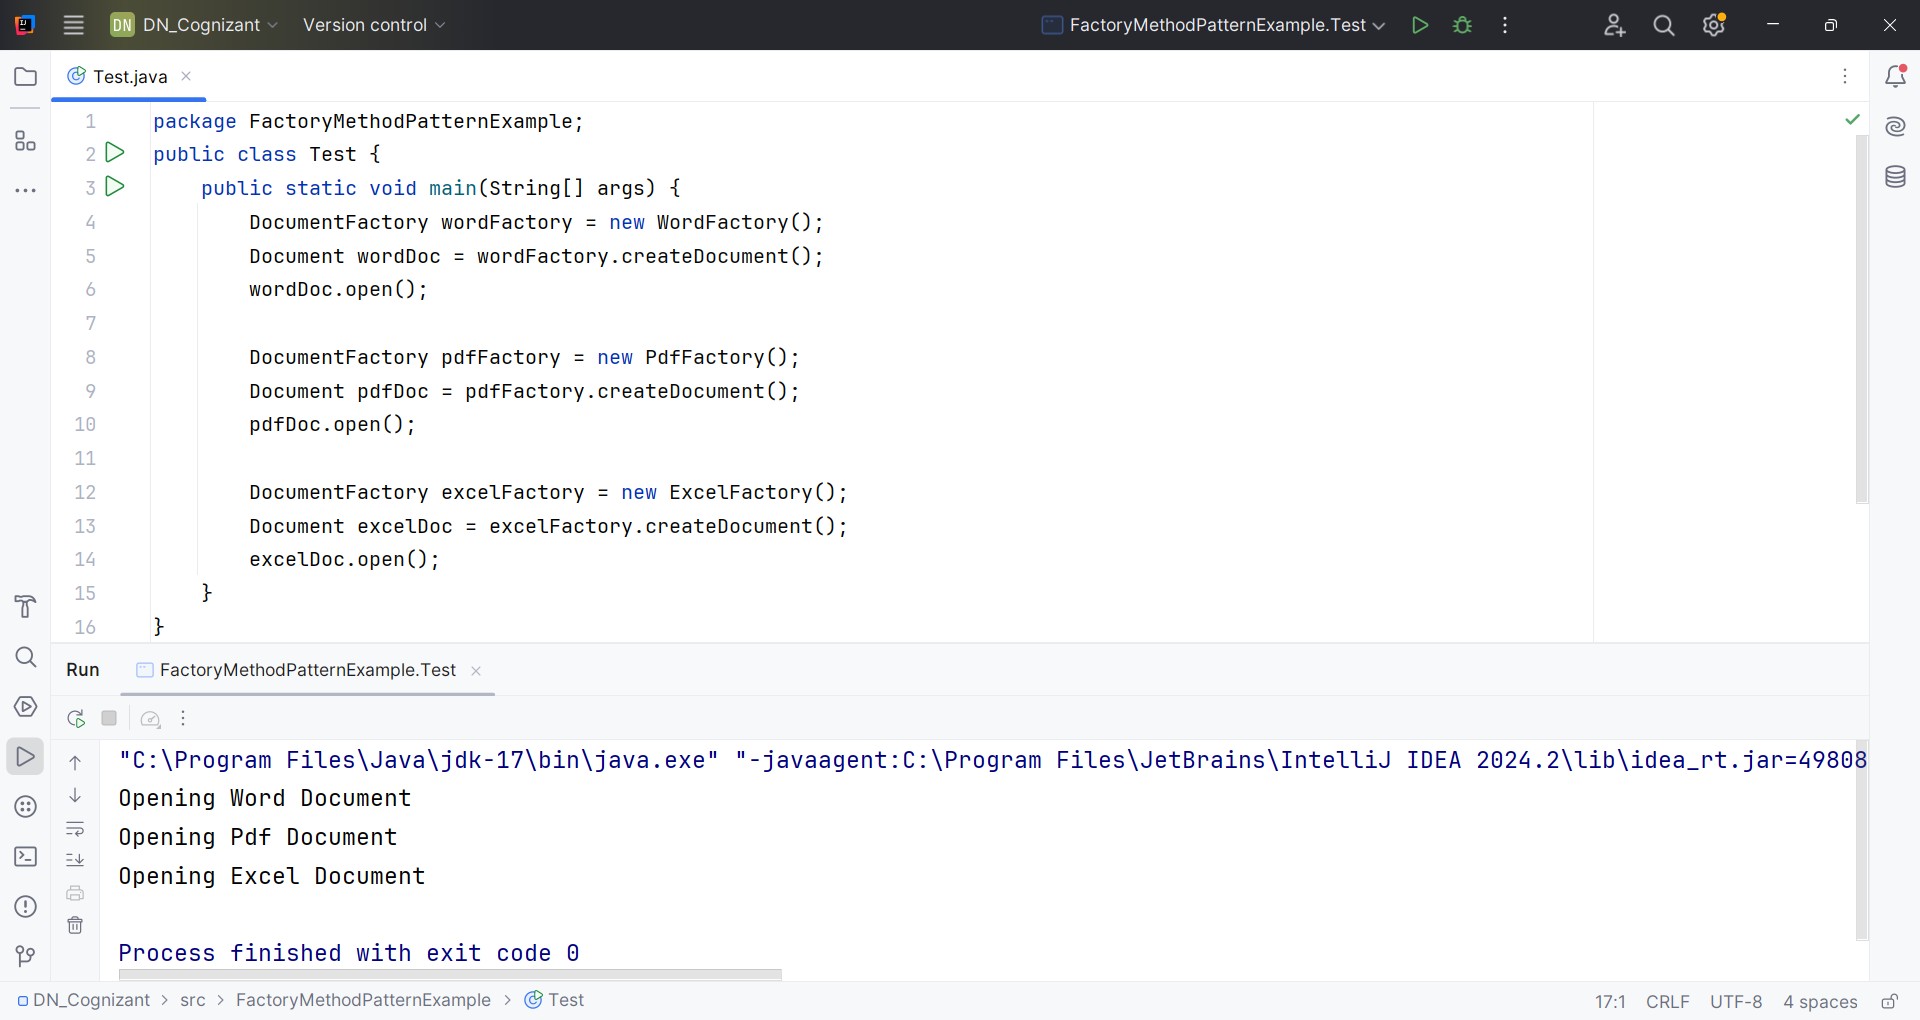 DN DN_Cognizant Version control FactoryMethodPatternExample.Test
Test.java
1 package FactoryMethodPatternExample;
2 public class Test {
3 public static void main(String[] args) {
4 DocumentFactory wordFactory = new WordFactory();
5 Document wordDoc = wordFactory.createDocument();
6 wordDoc.open();
7
8 DocumentFactory pdfFactory = new PdfFactory();
9 Document pdfDoc = pdfFactory.createDocument();
10 pdfDoc.open();
11
12 DocumentFactory excelFactory = new ExcelFactory();
13 Document excelDoc = excelFactory.createDocument();
14 excelDoc.open();
15 }
16 }
Run FactoryMethodPatternExample.Test
"C:\Program Files\Java\jdk-17\bin\java.exe" "-javaagent:C:\Program Files\JetBrains\IntelliJ IDEA 2024.2\lib\idea_rt.jar=49808
Opening Word Document
Opening Pdf Document
Opening Excel Document
Process finished with exit code 0
DN_Cognizant > src > FactoryMethodPatternExample > Test 17:1 CRLF UTF-8 4 spaces